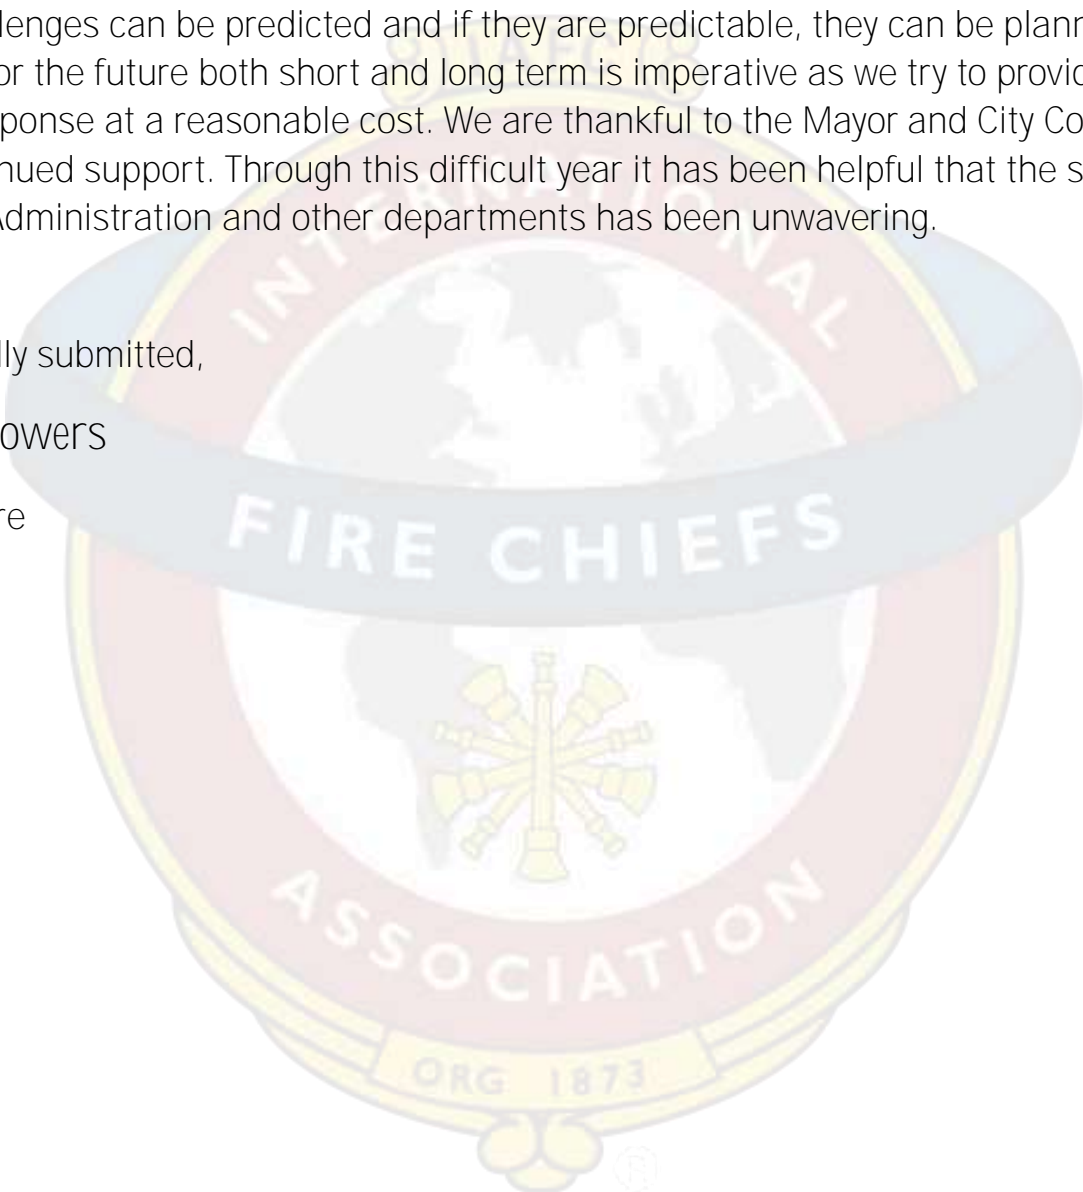 lenges can be predicted and if they are predictable, they can be plann
or the future both short and long term is imperative as we try to provid
ponse at a reasonable cost. We are thankful to the Mayor and City Co
nued support. Through this difficult year it has been helpful that the s
Administration and other departments has been unwavering.
lly submitted,
owers
re
IAFC
INTERNATIONAL
FIRE CHIEFS
ASSOCIATION
ORG 1873
®